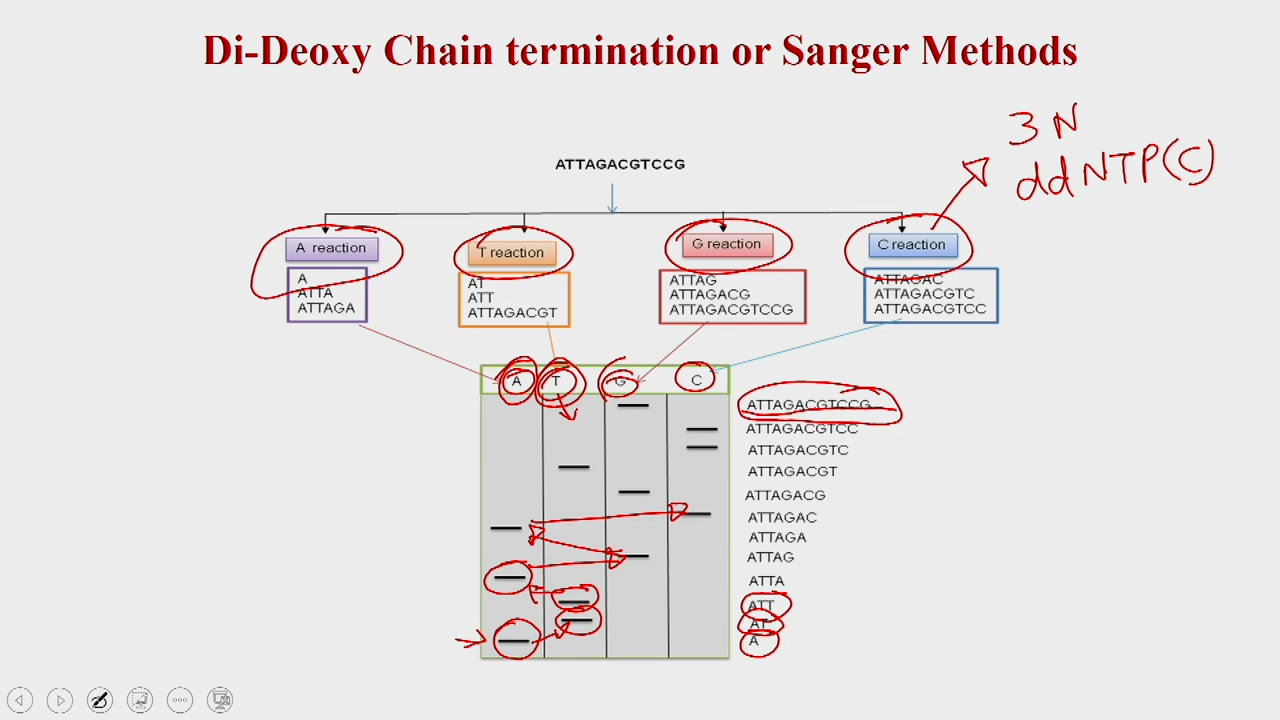 Di-Deoxy Chain termination or Sanger Methods
3 N
ddNTP(C)
ATTAGACGTCCG
A reaction
T reaction
G reaction
C reaction
A
ATTA
ATTAGA
AT
ATT
ATTAGACGT
ATTAG
ATTAGACG
ATTAGACGTCCG
ATTAGAC
ATTAGACGTC
ATTAGACGTCC
A T G C
ATTAGACGTCCG
ATTAGACGTCC
ATTAGACGTC
ATTAGACGT
ATTAGACG
ATTAGAC
ATTAGA
ATTAG
ATTA
ATT
AT
A